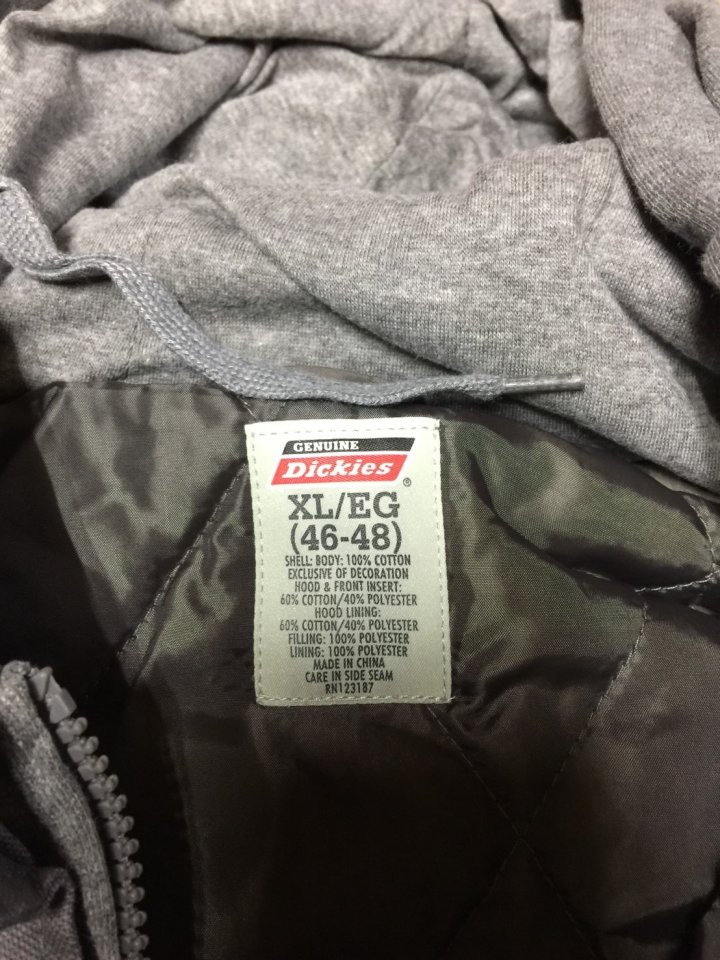 GENUINE
Dickies®
XL/EG
(46-48)
SHELL: BODY: 100% COTTON
EXCLUSIVE OF DECORATION
HOOD & FRONT INSERT:
60% COTTON/40% POLYESTER
HOOD LINING:
60% COTTON/40% POLYESTER
FILLING: 100% POLYESTER
LINING: 100% POLYESTER
MADE IN CHINA
CARE IN SIDE SEAM
RN123187